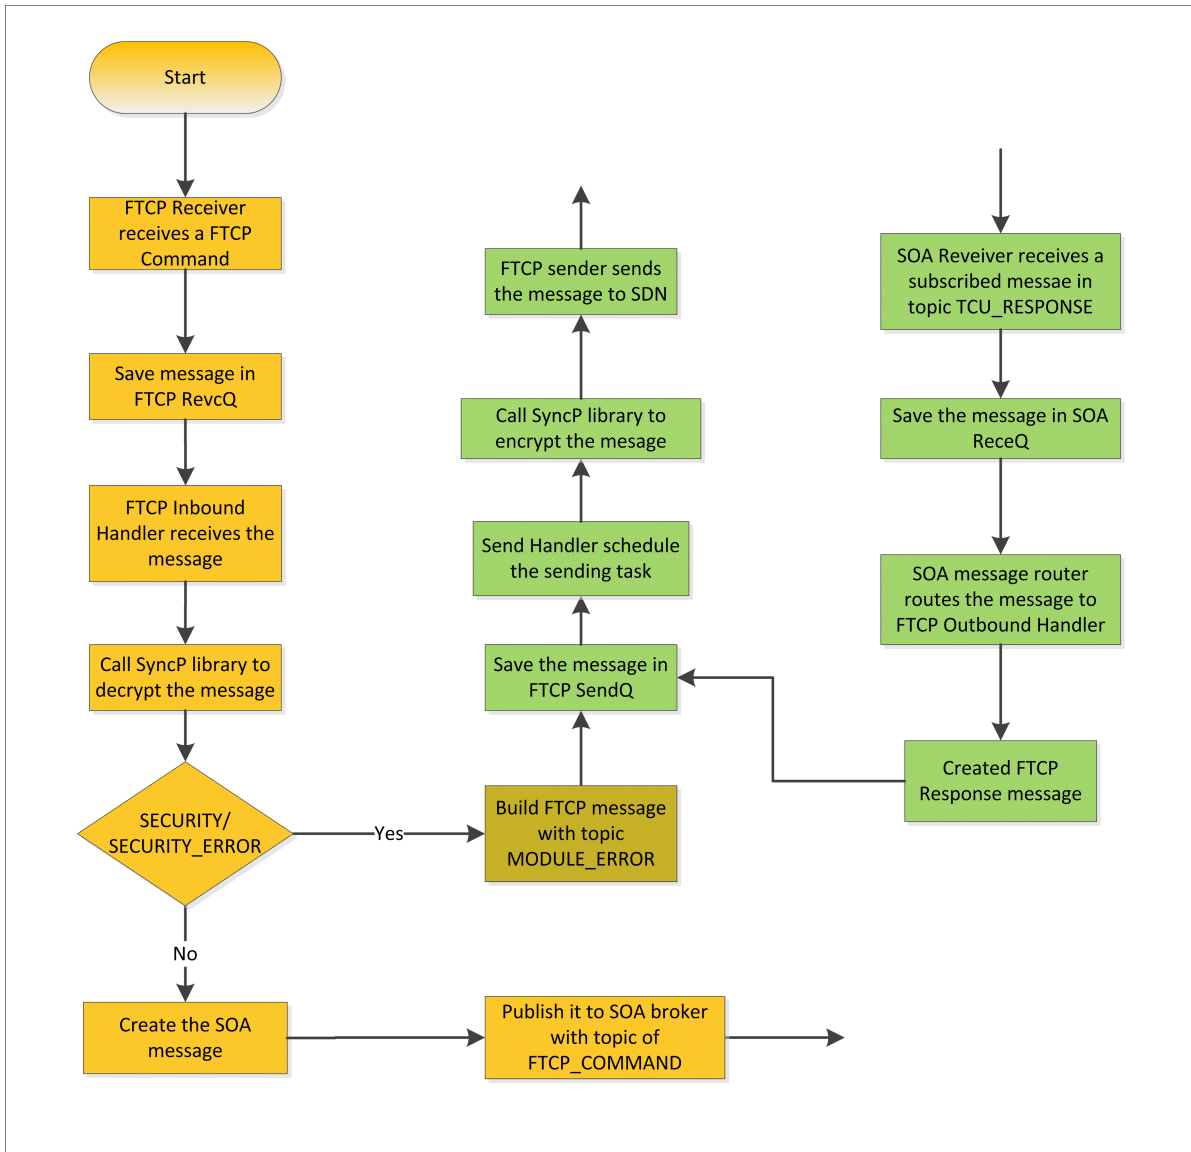 Start
FTCP Receiver
receives a FTCP
Command
Save message in
FTCP RevcQ
FTCP Inbound
Handler receives the
message
Call SyncP library to
decrypt the message
SECURITY/
SECURITY_ERROR
Yes
No
Create the SOA
message
Publish it to SOA broker
with topic of
FTCP_COMMAND
FTCP sender sends
the message to SDN
Call SyncP library to
encrypt the mesage
Send Handler schedule
the sending task
Save the message in
FTCP SendQ
Build FTCP message
with topic
MODULE_ERROR
SOA Reveiver receives a
subscribed messae in
topic TCU_RESPONSE
Save the message in SOA
ReceQ
SOA message router
routes the message to
FTCP Outbound Handler
Created FTCP
Response message